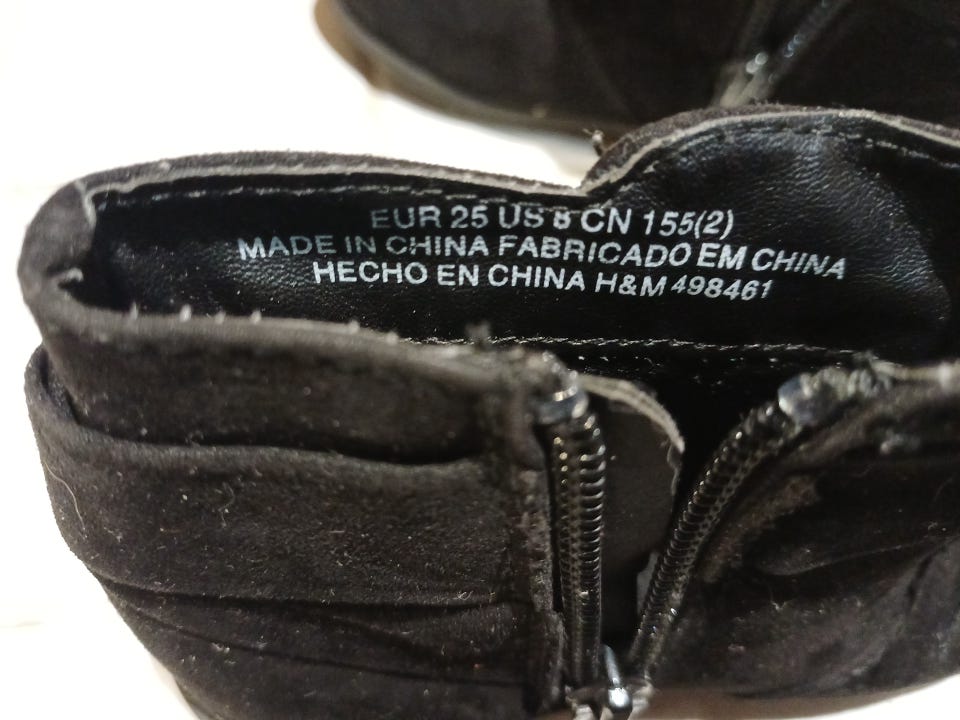 EUR 25 US 8 CN 155(2)
MADE IN CHINA FABRICADO EM CHINA
HECHO EN CHINA H&M 498461